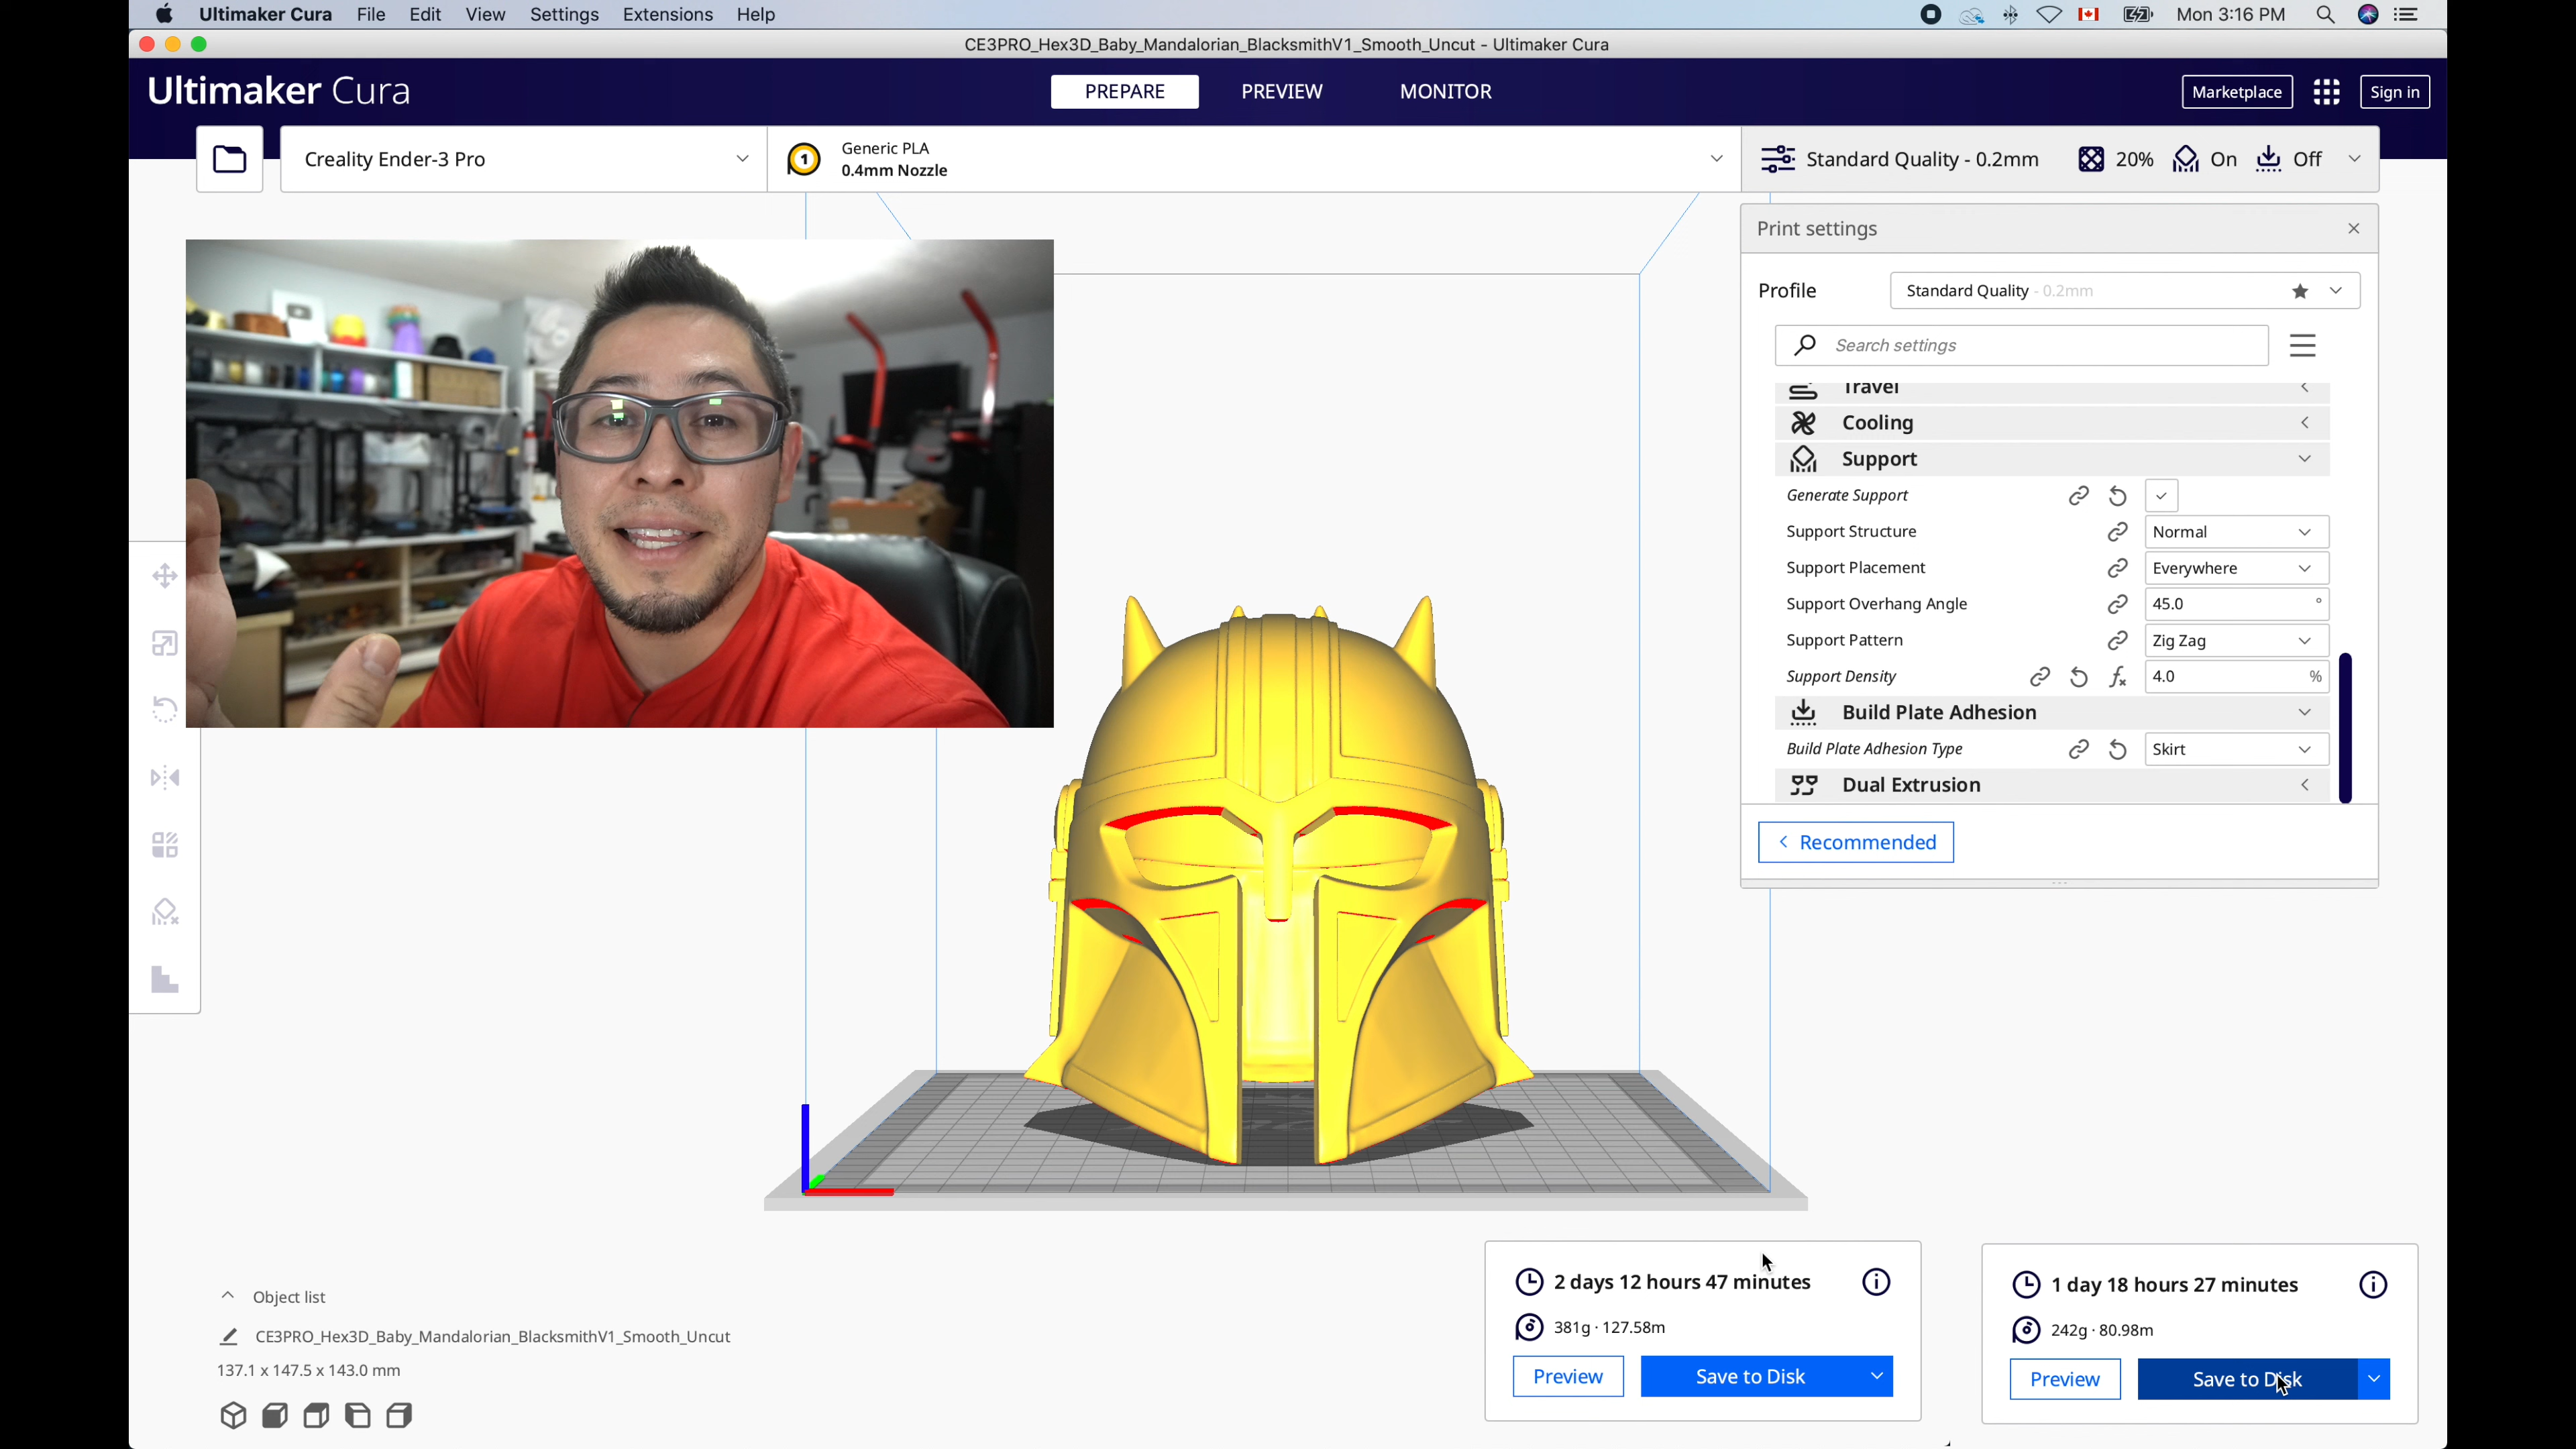 Ultimaker Cura File Edit View Settings Extensions Help Mon 3:16 PM
CE3PRO_Hex3D_Baby_Mandalorian_BlacksmithV1_Smooth_Uncut - Ultimaker Cura
Ultimaker Cura PREPARE PREVIEW MONITOR Marketplace Sign in
Creality Ender-3 Pro
1
Generic PLA
0.4mm Nozzle
Standard Quality - 0.2mm 20% On Off
Print settings
Profile Standard Quality - 0.2mm
Search settings
Travel
Cooling
Support
Generate Support
Support Structure Normal
Support Placement Everywhere
Support Overhang Angle 45.0 °
Support Pattern Zig Zag
Support Density 4.0 %
Build Plate Adhesion
Build Plate Adhesion Type Skirt
Dual Extrusion
Recommended
2 days 12 hours 47 minutes
381g · 127.58m
Preview Save to Disk
1 day 18 hours 27 minutes
242g · 80.98m
Preview Save to Disk
Object list
CE3PRO_Hex3D_Baby_Mandalorian_BlacksmithV1_Smooth_Uncut
137.1 x 147.5 x 143.0 mm